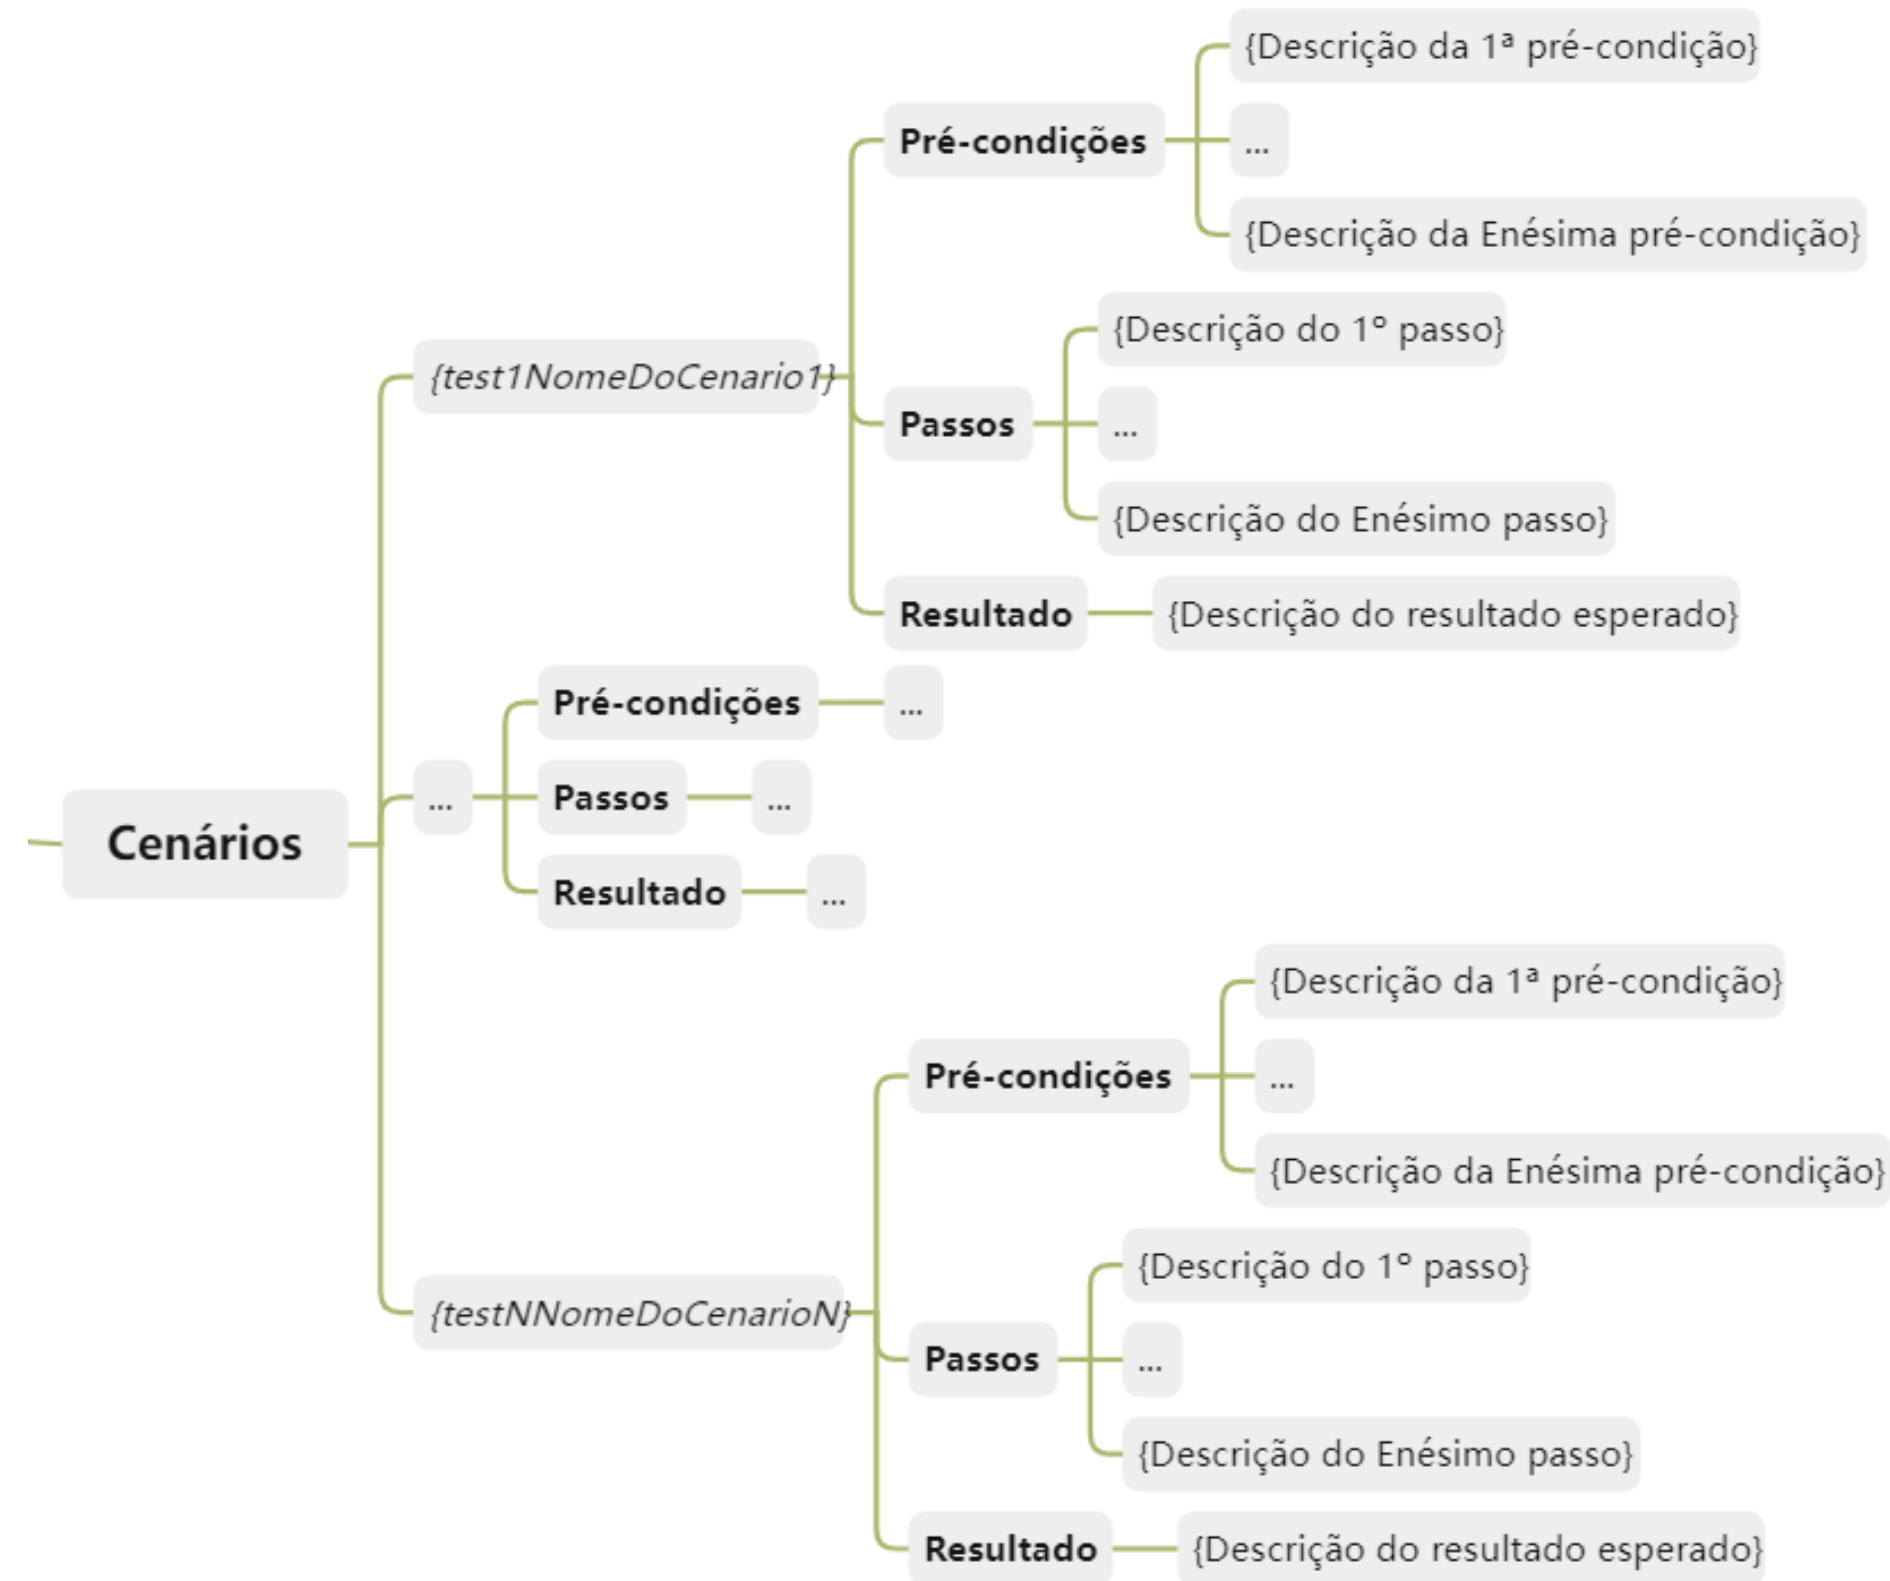 {Descrição da 1ª pré-condição}
Pré-condições
...
{Descrição da Enésima pré-condição}
{Descrição do 1º passo}
{test1NomeDoCenario1}
Passos
...
{Descrição do Enésimo passo}
Resultado
{Descrição do resultado esperado}
Pré-condições
...
...
Passos
...
Cenários
Resultado
...
{Descrição da 1ª pré-condição}
Pré-condições
...
{Descrição da Enésima pré-condição}
{Descrição do 1º passo}
{testNNomeDoCenarioN}
Passos
...
{Descrição do Enésimo passo}
Resultado
{Descrição do resultado esperado}